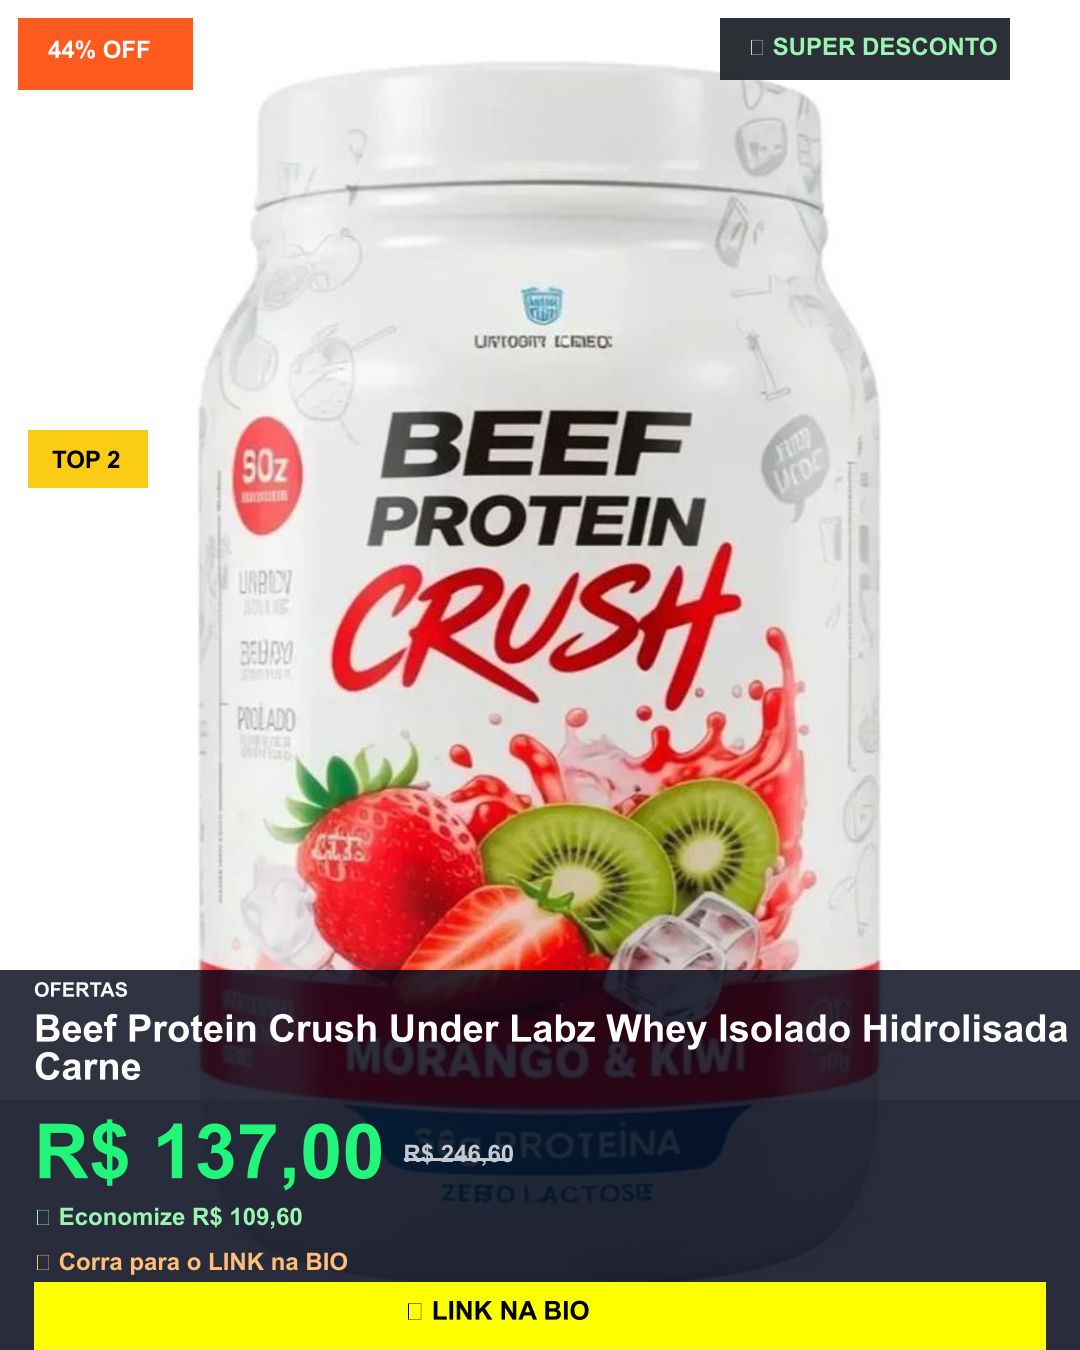 44% OFF
SUPER DESCONTO
TOP 2
BEEF
PROTEIN
CRUSH
OFERTAS
Beef Protein Crush Under Labz Whey Isolado Hidrolisada
Carne
MORANGO & KIWI
R$ 137,00
R$ 246,60
PROTEÍNA
LACTOSE
Economize R$ 109,60
Corra para o LINK na BIO
LINK NA BIO